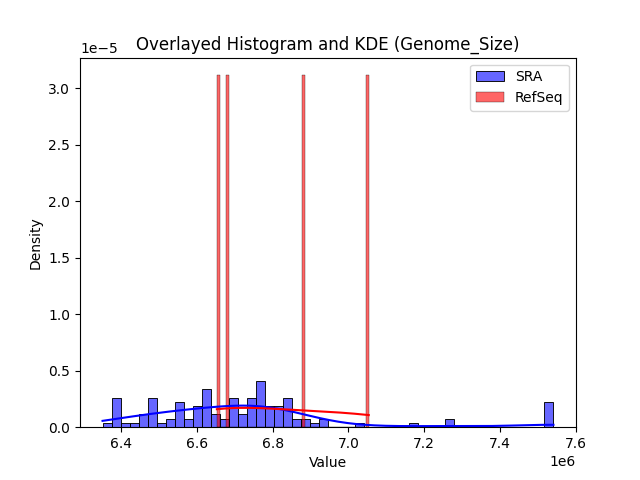 Overlayed Histogram and KDE (Genome_Size)
1e−5
SRA
RefSeq
3.0
2.5
2.0
1.5
1.0
0.5
0.0
Density
6.4 6.6 6.8 7.0 7.2 7.4 7.6
Value
1e6